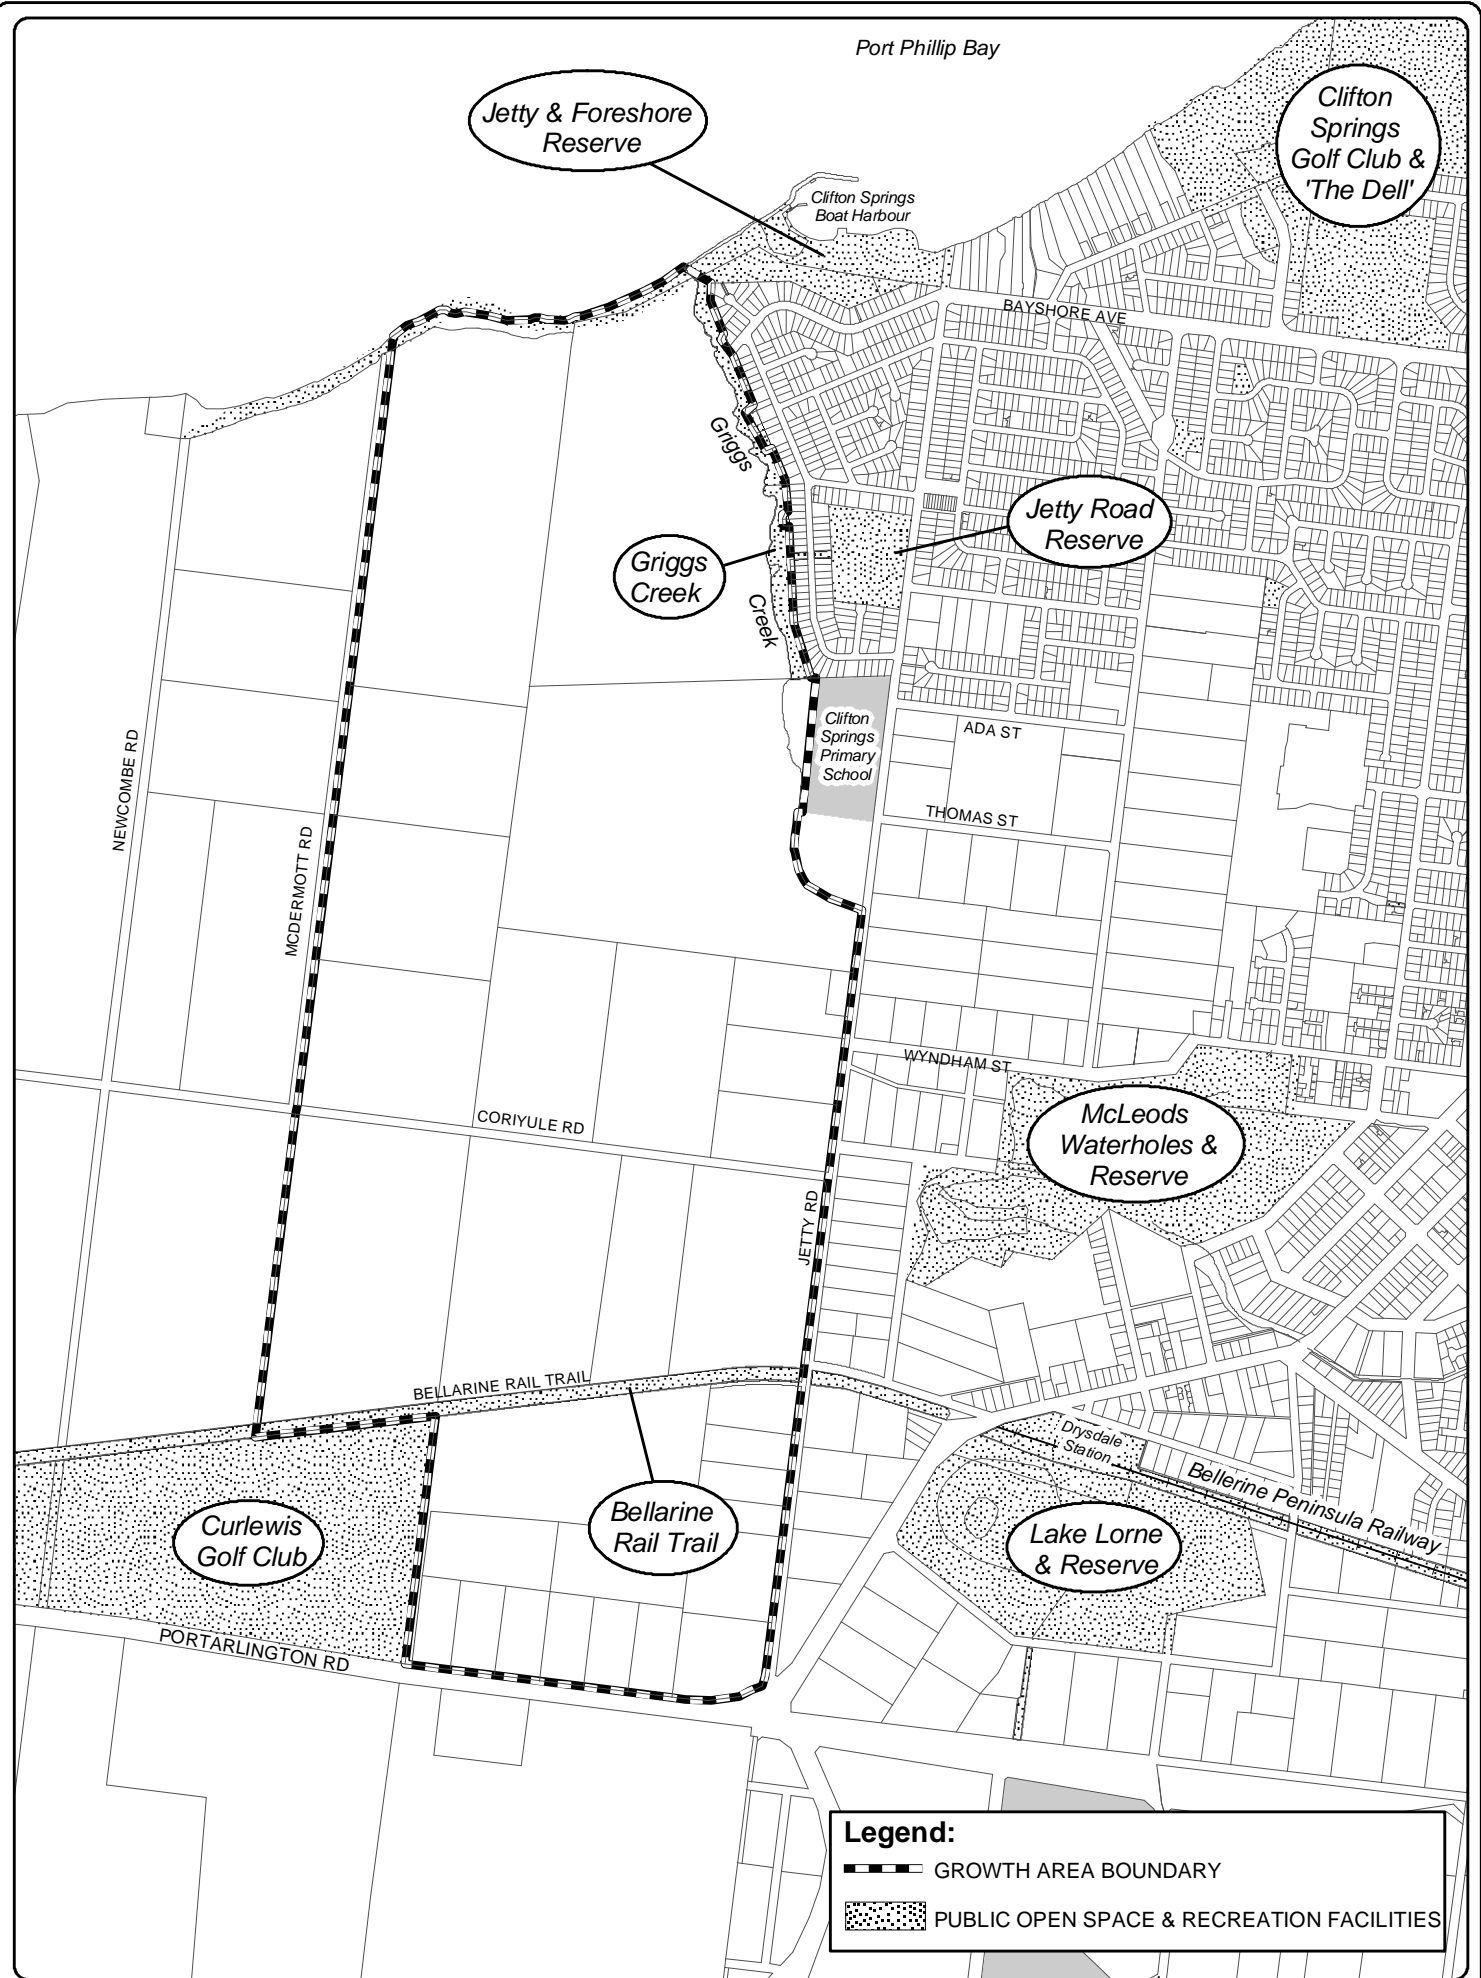 Port Phillip Bay
Jetty & Foreshore
Reserve
Clifton
Springs
Golf Club &
'The Dell'
Clifton Springs
Boat Harbour
BAYSHORE AVE
Griggs
Creek
Jetty Road
Reserve
Griggs
Creek
Clifton
Springs
Primary
School
ADA ST
THOMAS ST
NEWCOMBE RD
MCDERMOTT RD
WYNDHAM ST
CORIYULE RD
McLeods
Waterholes &
Reserve
JETTY RD
BELLARINE RAIL TRAIL
Drysdale
Station
Bellerine Peninsula Railway
Curlewis
Golf Club
Bellarine
Rail Trail
Lake Lorne
& Reserve
PORTARLINGTON RD
Legend:
GROWTH AREA BOUNDARY
PUBLIC OPEN SPACE & RECREATION FACILITIES